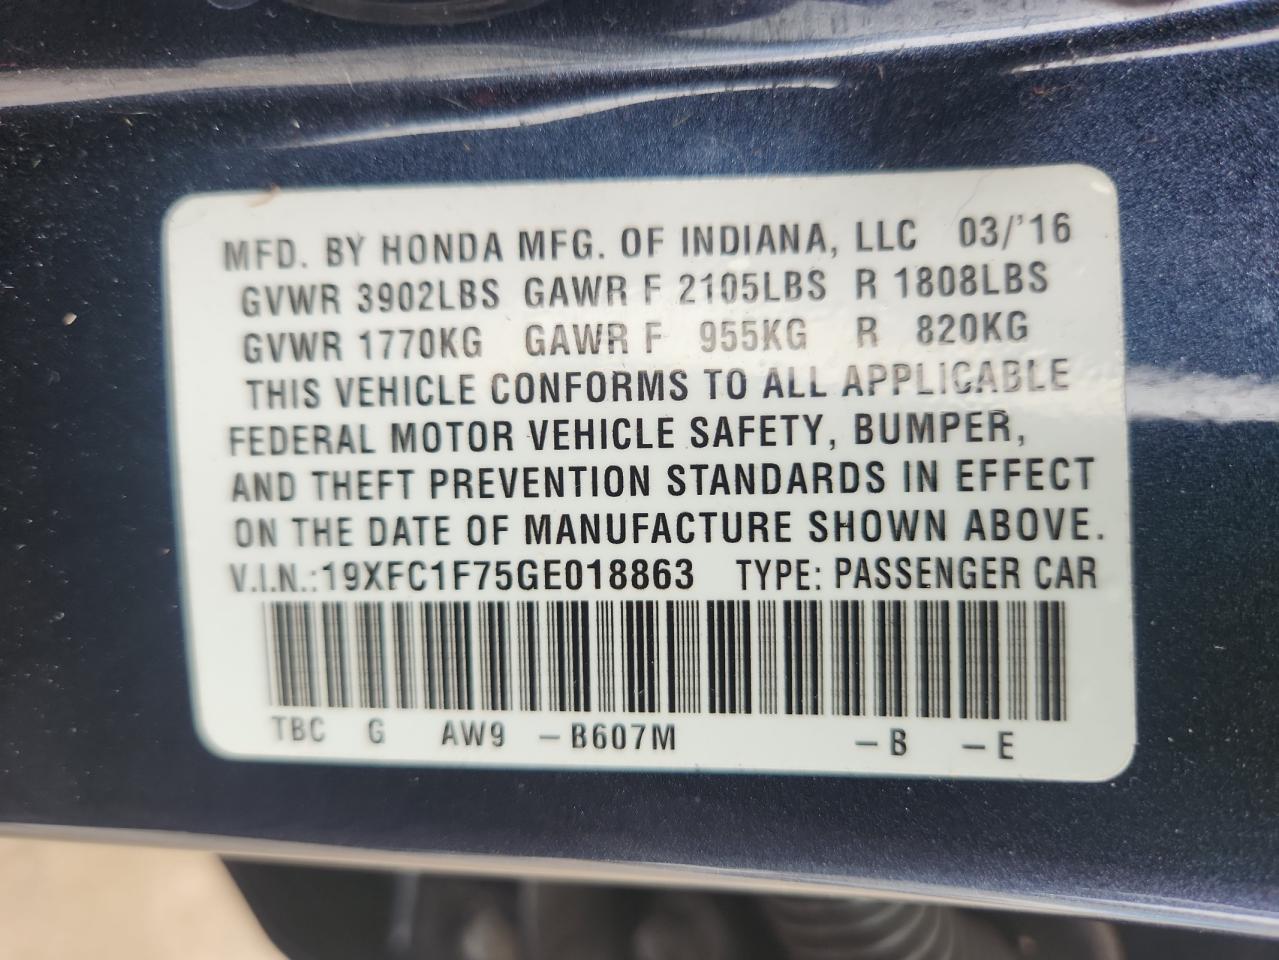 MFD. BY HONDA MFG. OF INDIANA, LLC 03/'16
GVWR 3902LBS GAWR F 2105LBS R 1808LBS
GVWR 1770KG GAWR F 955KG R 820KG
THIS VEHICLE CONFORMS TO ALL APPLICABLE
FEDERAL MOTOR VEHICLE SAFETY, BUMPER,
AND THEFT PREVENTION STANDARDS IN EFFECT
ON THE DATE OF MANUFACTURE SHOWN ABOVE.
V.I.N.:19XFC1F75GE018863 TYPE: PASSENGER CAR
TBC G AW9 -B607M -B -E